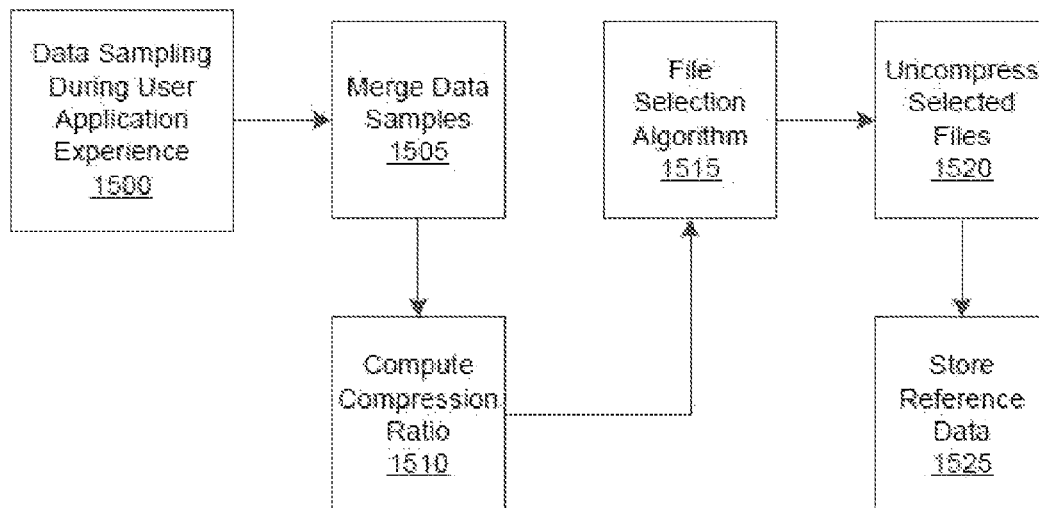 Data Sampling
During User
Application
Experience
1500
Merge Data
Samples
1505
Compute
Compression
Ratio
1510
File
Selection
Algorithm
1515
Uncompress
Selected
Files
1520
Store
Reference
Data
1525